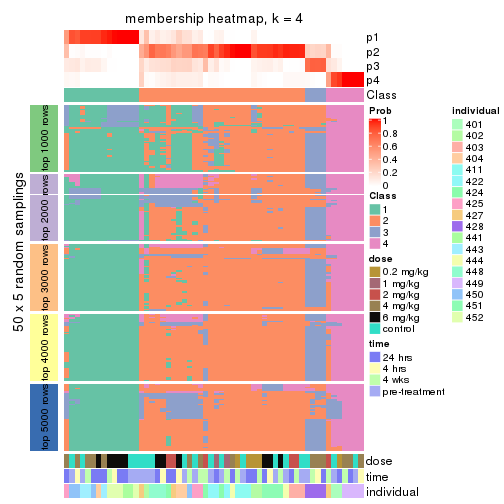 membership heatmap, k = 4
p1
p2
p3
p4
Class
50 x 5 random samplings
top 1000 rows
top 2000 rows
top 3000 rows
top 4000 rows
top 5000 rows
dose
time
individual
Prob
1
0.8
0.6
0.4
0.2
0
Class
1
2
3
4
dose
0.2 mg/kg
1 mg/kg
2 mg/kg
4 mg/kg
6 mg/kg
control
time
24 hrs
4 hrs
4 wks
pre-treatment
individual
401
402
403
404
411
422
424
425
427
428
441
443
444
448
449
450
451
452